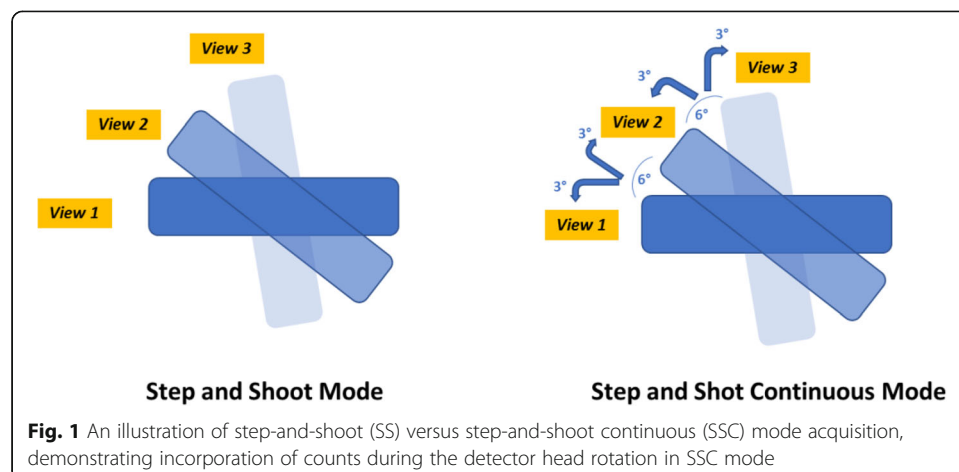 View 3
View 2
View 1
Step and Shoot Mode
3°
View 3
3°
6°
View 2
3°
6°
3°
View 1
Step and Shot Continuous Mode
Fig. 1 An illustration of step-and-shoot (SS) versus step-and-shoot continuous (SSC) mode acquisition,
demonstrating incorporation of counts during the detector head rotation in SSC mode